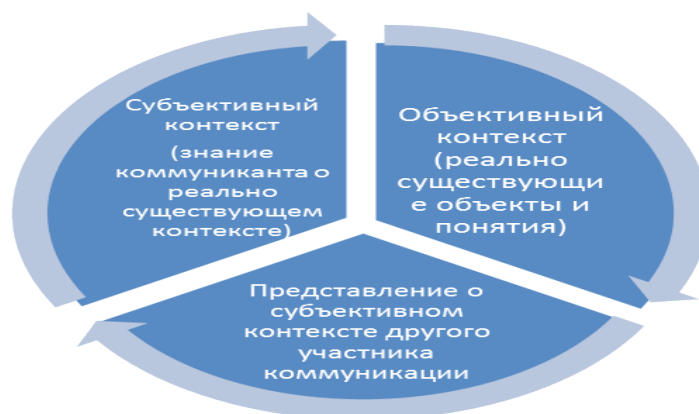 Субъективный
контекст
(знание
коммуниканта о
реально
существующем
контексте)
Объективный
контекст
(реально
существующи
е объекты и
понятия)
Представление о
субъективном
контексте другого
участника
коммуникации